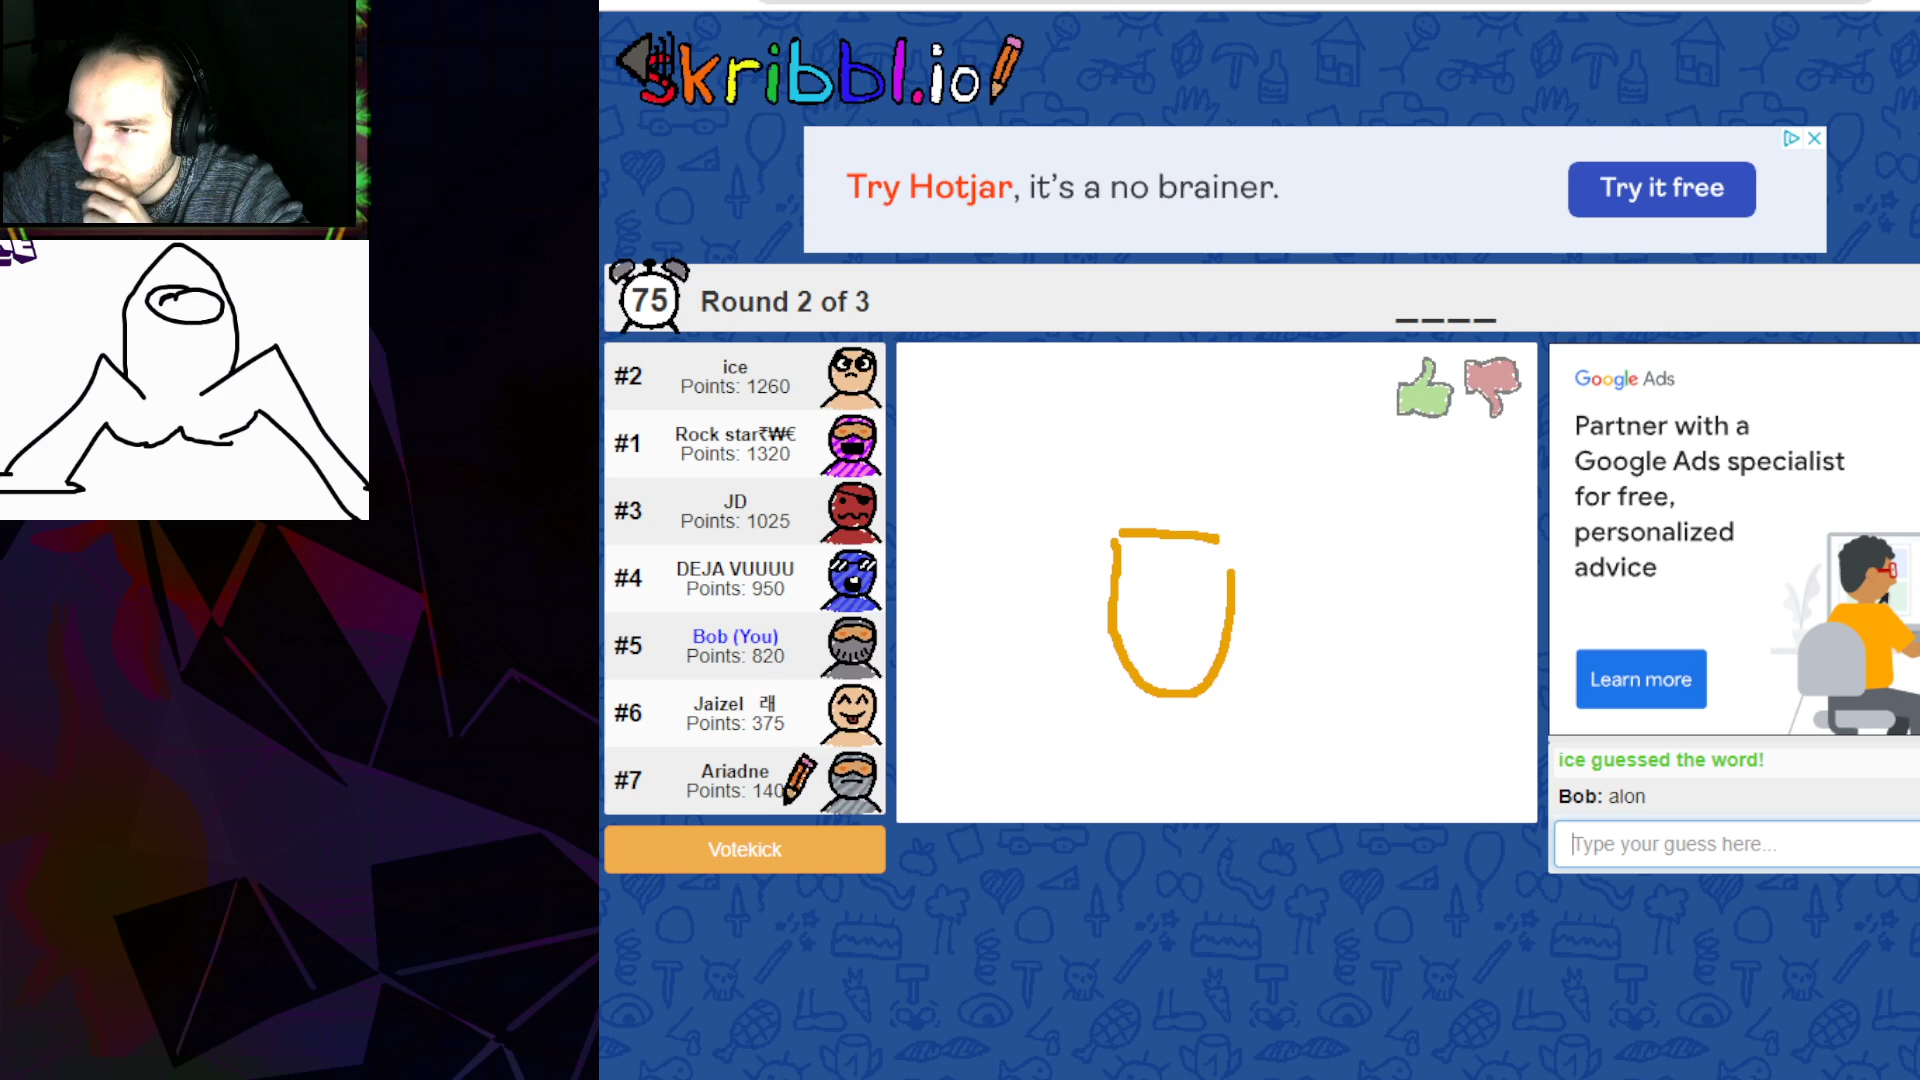 skribbl.io
Try Hotjar, it's a no brainer.
Try it free
75
Round 2 of 3
____
#2
ice
Points: 1260
#1
Rock star₹₩€
Points: 1320
#3
JD
Points: 1025
#4
DEJA VUUUU
Points: 950
#5
Bob (You)
Points: 820
#6
Jaizel 래
Points: 375
#7
Ariadne
Points: 140
Votekick
Google Ads
Partner with a
Google Ads specialist
for free,
personalized
advice
Learn more
ice guessed the word!
Bob: alon
Type your guess here...